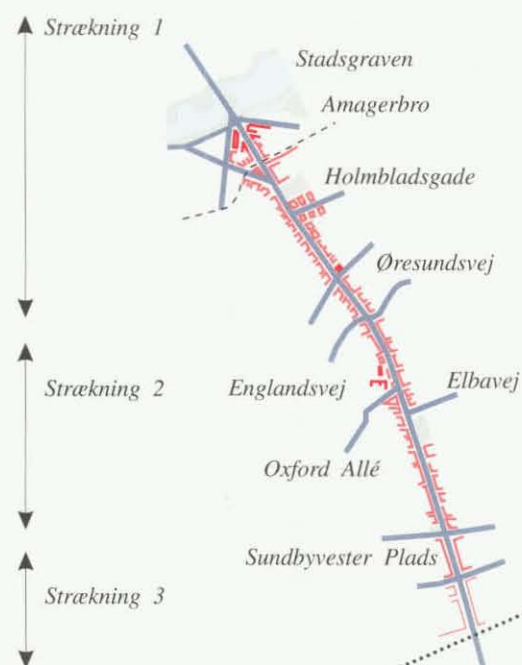 Strækning 1
Stadsgraven
Amagerbro
Holmbladsgade
Øresundsvej
Strækning 2
Englandsvej
Elbavej
Oxford Allé
Sundbyvester Plads
Strækning 3